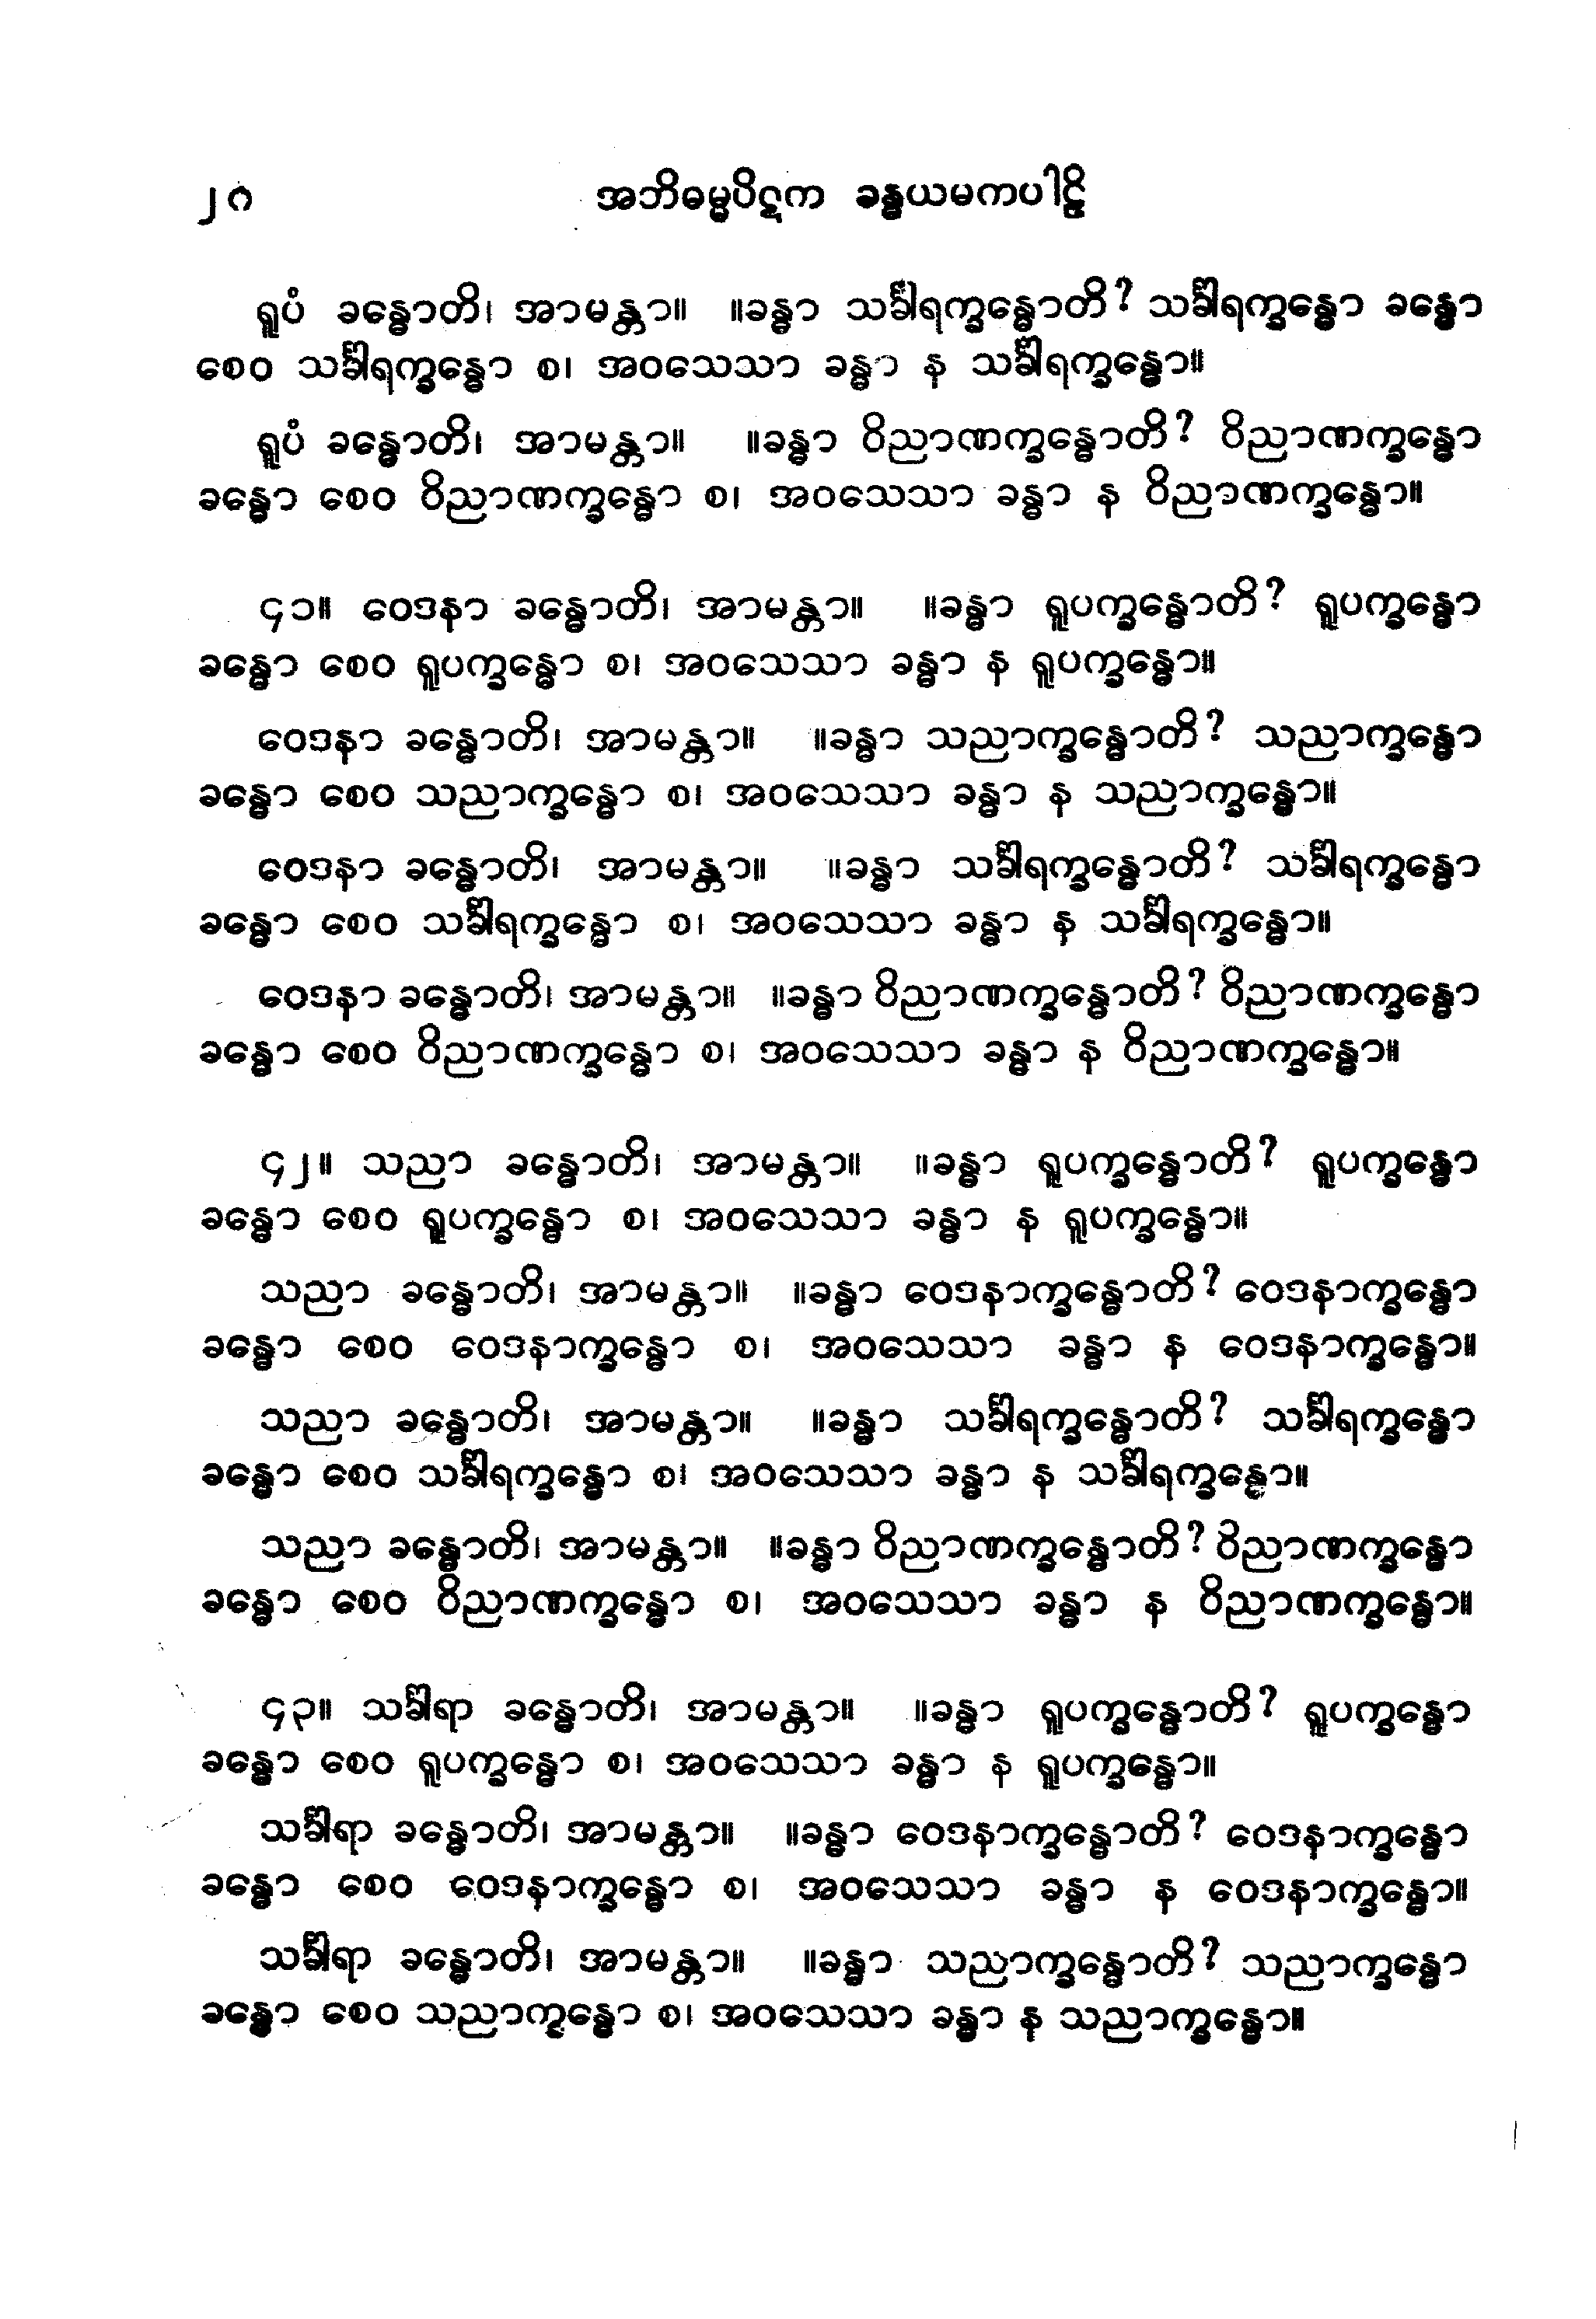 ၂၈ အဘိဓမ္မပိဋက ခန္ဓယမကပါဠိ
ရူပံ ခန္ဓောတိ၊ အာမန္တာ။ ။ခန္ဓာ သင်္ခါရက္ခန္ဓောတိ? သင်္ခါရက္ခန္ဓော ခန္ဓော
စေဝ သင်္ခါရက္ခန္ဓော စ၊ အဝသေသာ ခန္ဓာ န သင်္ခါရက္ခန္ဓော။
ရူပံ ခန္ဓောတိ၊ အာမန္တာ။ ။ခန္ဓာ ဝိညာဏက္ခန္ဓောတိ? ဝိညာဏက္ခန္ဓော
ခန္ဓော စေဝ ဝိညာဏက္ခန္ဓော စ၊ အဝသေသာ ခန္ဓာ န ဝိညာဏက္ခန္ဓော။
၄၁။ ဝေဒနာ ခန္ဓောတိ၊ အာမန္တာ။ ။ခန္ဓာ ရူပက္ခန္ဓောတိ? ရူပက္ခန္ဓော
ခန္ဓော စေဝ ရူပက္ခန္ဓော စ၊ အဝသေသာ ခန္ဓာ န ရူပက္ခန္ဓော။
ဝေဒနာ ခန္ဓောတိ၊ အာမန္တာ။ ။ခန္ဓာ သညာက္ခန္ဓောတိ? သညာက္ခန္ဓော
ခန္ဓော စေဝ သညာက္ခန္ဓော စ၊ အဝသေသာ ခန္ဓာ န သညာက္ခန္ဓော။
ဝေဒနာ ခန္ဓောတိ၊ အာမန္တာ။ ။ခန္ဓာ သင်္ခါရက္ခန္ဓောတိ? သင်္ခါရက္ခန္ဓော
ခန္ဓော စေဝ သင်္ခါရက္ခန္ဓော စ၊ အဝသေသာ ခန္ဓာ န သင်္ခါရက္ခန္ဓော။
ဝေဒနာ ခန္ဓောတိ၊ အာမန္တာ။ ။ခန္ဓာ ဝိညာဏက္ခန္ဓောတိ? ဝိညာဏက္ခန္ဓော
ခန္ဓော စေဝ ဝိညာဏက္ခန္ဓော စ၊ အဝသေသာ ခန္ဓာ န ဝိညာဏက္ခန္ဓော။
၄၂။ သညာ ခန္ဓောတိ၊ အာမန္တာ။ ။ခန္ဓာ ရူပက္ခန္ဓောတိ? ရူပက္ခန္ဓော
ခန္ဓော စေဝ ရူပက္ခန္ဓော စ၊ အဝသေသာ ခန္ဓာ န ရူပက္ခန္ဓော။
သညာ ခန္ဓောတိ၊ အာမန္တာ။ ။ခန္ဓာ ဝေဒနာက္ခန္ဓောတိ? ဝေဒနာက္ခန္ဓော
ခန္ဓော စေဝ ဝေဒနာက္ခန္ဓော စ၊ အဝသေသာ ခန္ဓာ န ဝေဒနာက္ခန္ဓော။
သညာ ခန္ဓောတိ၊ အာမန္တာ။ ။ခန္ဓာ သင်္ခါရက္ခန္ဓောတိ? သင်္ခါရက္ခန္ဓော
ခန္ဓော စေဝ သင်္ခါရက္ခန္ဓော စ၊ အဝသေသာ ခန္ဓာ န သင်္ခါရက္ခန္ဓော။
သညာ ခန္ဓောတိ၊ အာမန္တာ။ ။ခန္ဓာ ဝိညာဏက္ခန္ဓောတိ? ဝိညာဏက္ခန္ဓော
ခန္ဓော စေဝ ဝိညာဏက္ခန္ဓော စ၊ အဝသေသာ ခန္ဓာ န ဝိညာဏက္ခန္ဓော။
၄၃။ သင်္ခါရာ ခန္ဓောတိ၊ အာမန္တာ။ ။ခန္ဓာ ရူပက္ခန္ဓောတိ? ရူပက္ခန္ဓော
ခန္ဓော စေဝ ရူပက္ခန္ဓော စ၊ အဝသေသာ ခန္ဓာ န ရူပက္ခန္ဓော။
သင်္ခါရာ ခန္ဓောတိ၊ အာမန္တာ။ ။ခန္ဓာ ဝေဒနာက္ခန္ဓောတိ? ဝေဒနာက္ခန္ဓော
ခန္ဓော စေဝ ဝေဒနာက္ခန္ဓော စ၊ အဝသေသာ ခန္ဓာ န ဝေဒနာက္ခန္ဓော။
သင်္ခါရာ ခန္ဓောတိ၊ အာမန္တာ။ ။ခန္ဓာ သညာက္ခန္ဓောတိ? သညာက္ခန္ဓော
ခန္ဓော စေဝ သညာက္ခန္ဓော စ၊ အဝသေသာ ခန္ဓာ န သညာက္ခန္ဓော။